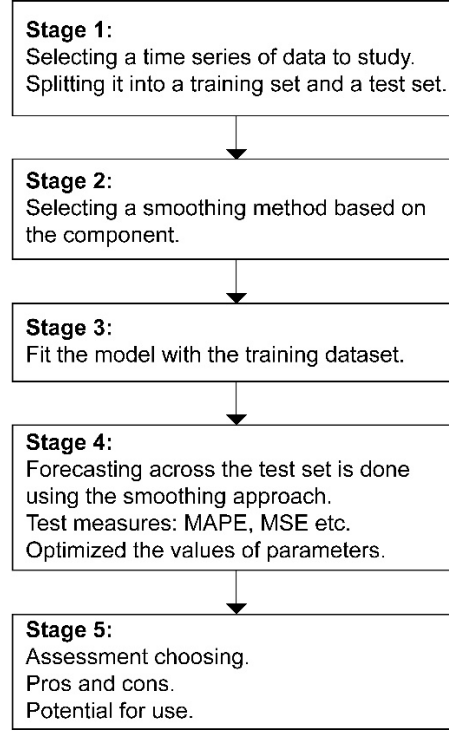 Stage 1:
Selecting a time series of data to study.
Splitting it into a training set and a test set.
Stage 2:
Selecting a smoothing method based on
the component.
Stage 3:
Fit the model with the training dataset.
Stage 4:
Forecasting across the test set is done
using the smoothing approach.
Test measures: MAPE, MSE etc.
Optimized the values of parameters.
Stage 5:
Assessment choosing.
Pros and cons.
Potential for use.